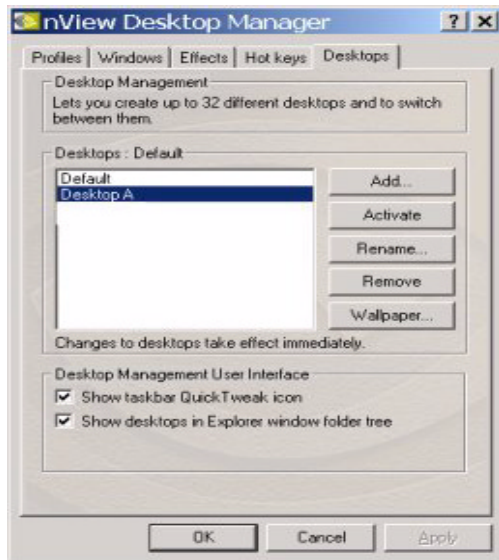 nView Desktop Manager
Profiles Windows Effects Hot keys Desktops
Desktop Management
Lets you create up to 32 different desktops and to switch
between them.
Desktops : Default
Default
Desktop A
Add...
Activate
Rename...
Remove
Wallpaper...
Changes to desktops take effect immediately.
Desktop Management User Interface
Show taskbar QuickTweak icon
Show desktops in Explorer window folder tree
OK Cancel Apply